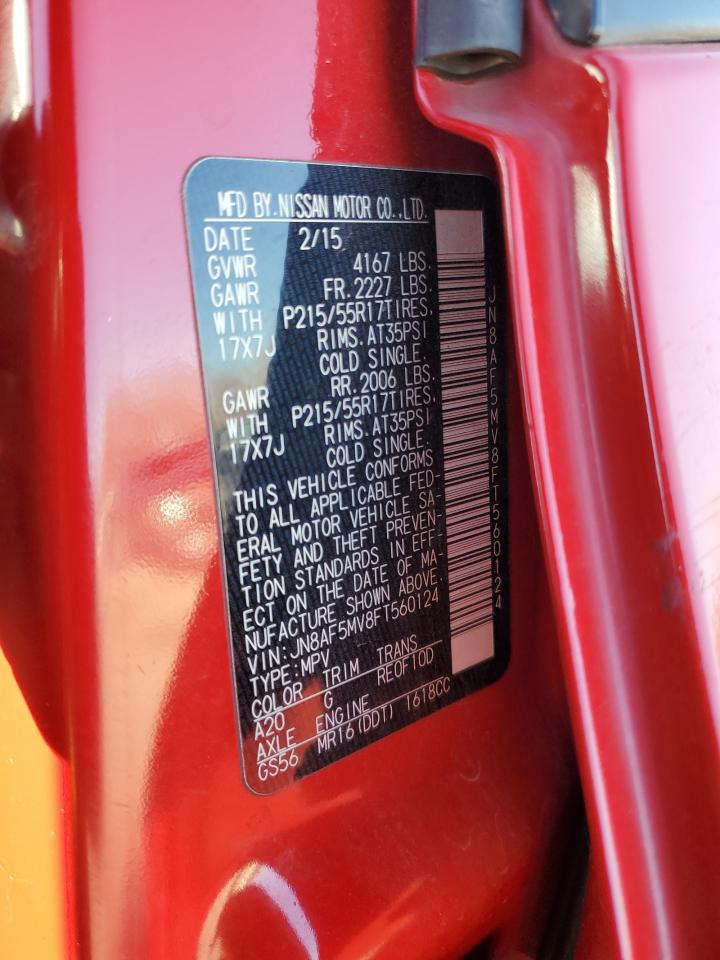 MFD BY.NISSAN MOTOR CO.,LTD.
DATE 2/15
GVWR 4167 LBS.
GAWR FR. 2227 LBS.
WITH P215/55R17TIRES.
17X7J RIMS. AT35PSI
COLD SINGLE.
GAWR RR. 2006 LBS.
WITH P215/55R17TIRES.
17X7J RIMS. AT35PSI
COLD SINGLE.
THIS VEHICLE CONFORMS
TO ALL APPLICABLE FED-
ERAL MOTOR VEHICLE SA-
FETY AND THEFT PREVEN-
TION STANDARDS IN EFF-
ECT ON THE DATE OF MA-
NUFACTURE SHOWN ABOVE.
VIN: JN8AF5MV8FT560124
TYPE: MPV
COLOR TRIM TRANS
A20 G RE0F10D
AXLE ENGINE
GS56 MR16(DDT) 1618CC
JN8AF5MV8FT560124